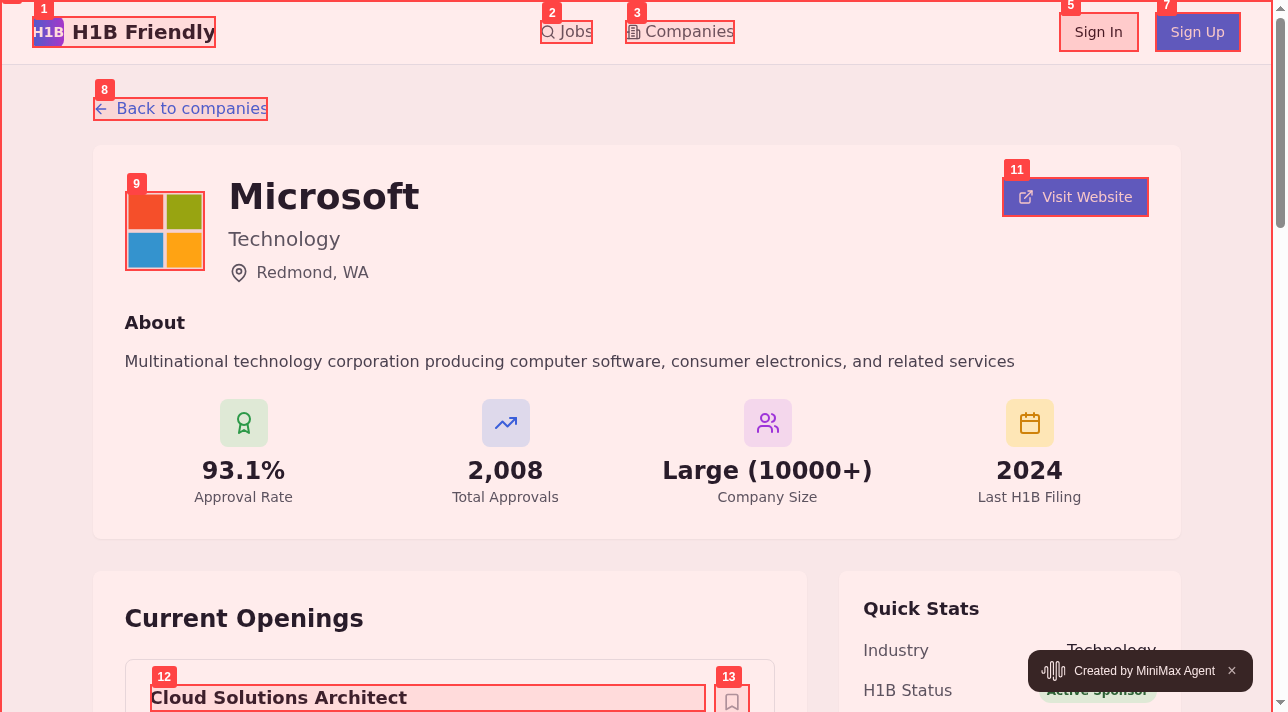 1
2
3
5
7
H1B
H1B Friendly
Jobs
Companies
Sign In
Sign Up
8
Back to companies
9
Microsoft
11
Visit Website
Technology
Redmond, WA
About
Multinational technology corporation producing computer software, consumer electronics, and related services
93.1%
2,008
Large (10000+)
2024
Approval Rate
Total Approvals
Company Size
Last H1B Filing
Current Openings
12
13
Cloud Solutions Architect
Quick Stats
Industry
Technology
H1B Status
Active Sponsor
Created by MiniMax Agent ×